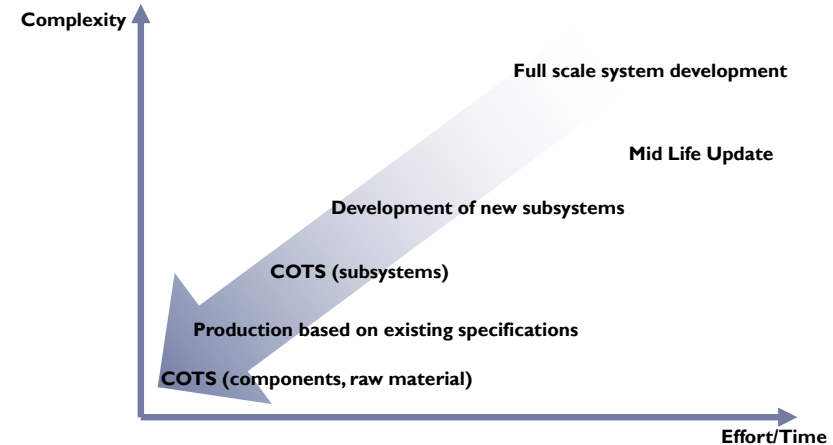 Complexity
Full scale system development
Mid Life Update
Development of new subsystems
COTS (subsystems)
Production based on existing specifications
COTS (components, raw material)
Effort/Time